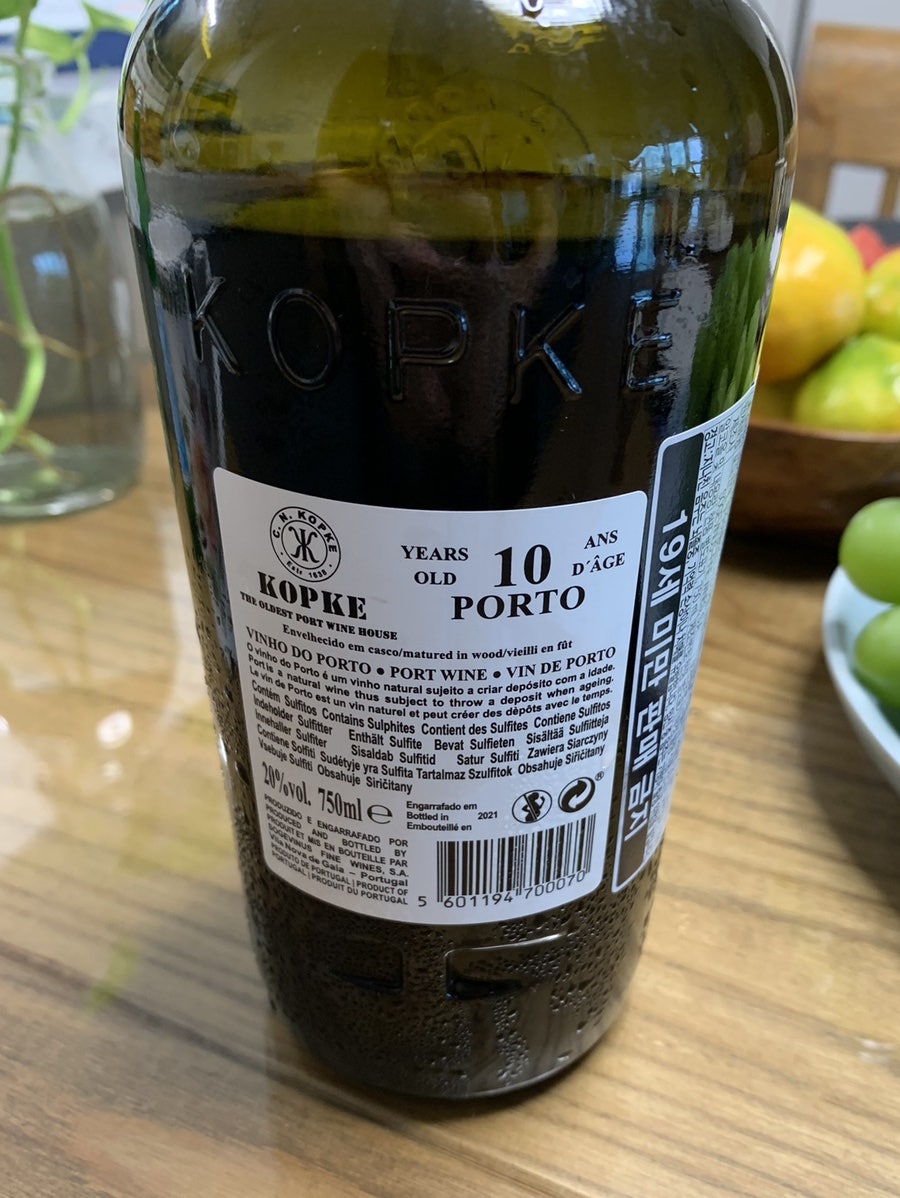 KOPKE
C. N. KOPKE
Estd 1638
KOPKE
THE OLDEST PORT WINE HOUSE
YEARS OLD 10 ANS D´ÂGE
PORTO
Envelhecido em casco/matured in wood/vieilli en fût
VINHO DO PORTO • PORT WINE • VIN DE PORTO
O vinho do Porto é um vinho natural sujeito a criar depósito com a idade.
Port is a natural wine thus subject to throw a deposit when ageing.
Le vin de Porto est un vin naturel et peut créer des dèpôts avec le temps.
Contém Sulfitos Contains Sulphites Contient des Sulfites Contiene Sulfitos
Indeholder Sulfitter Enthält Sulfite Bevat Sulfieten Sisältää Sulfiitteja
Innehaller Sulfiter Sisaldab Sulfitid Satur Sulfiti Zawiera Siarczyny
Contiene Solfiti Sudėtyje yra Sulfita Tartalmaz Szulfitok Obsahuje Siřičitany
Vsebuje Sulfiti Obsahuje Siričitany
20%vol. 750ml ℮
Engarrafado em
Bottled in 2021
Embouteillé en
PRODUZIDO E ENGARRAFADO POR
PRODUCED AND BOTTLED BY
PRODUIT ET MIS EN BOUTEILLE PAR
SOGEVINUS FINE WINES, S.A.
Vila Nova de Gaia – Portugal
PRODUTO DE PORTUGAL | PRODUCT OF
PORTUGAL | PRODUIT DU PORTUGAL
5 601194 700070
19세 미만 판매금지